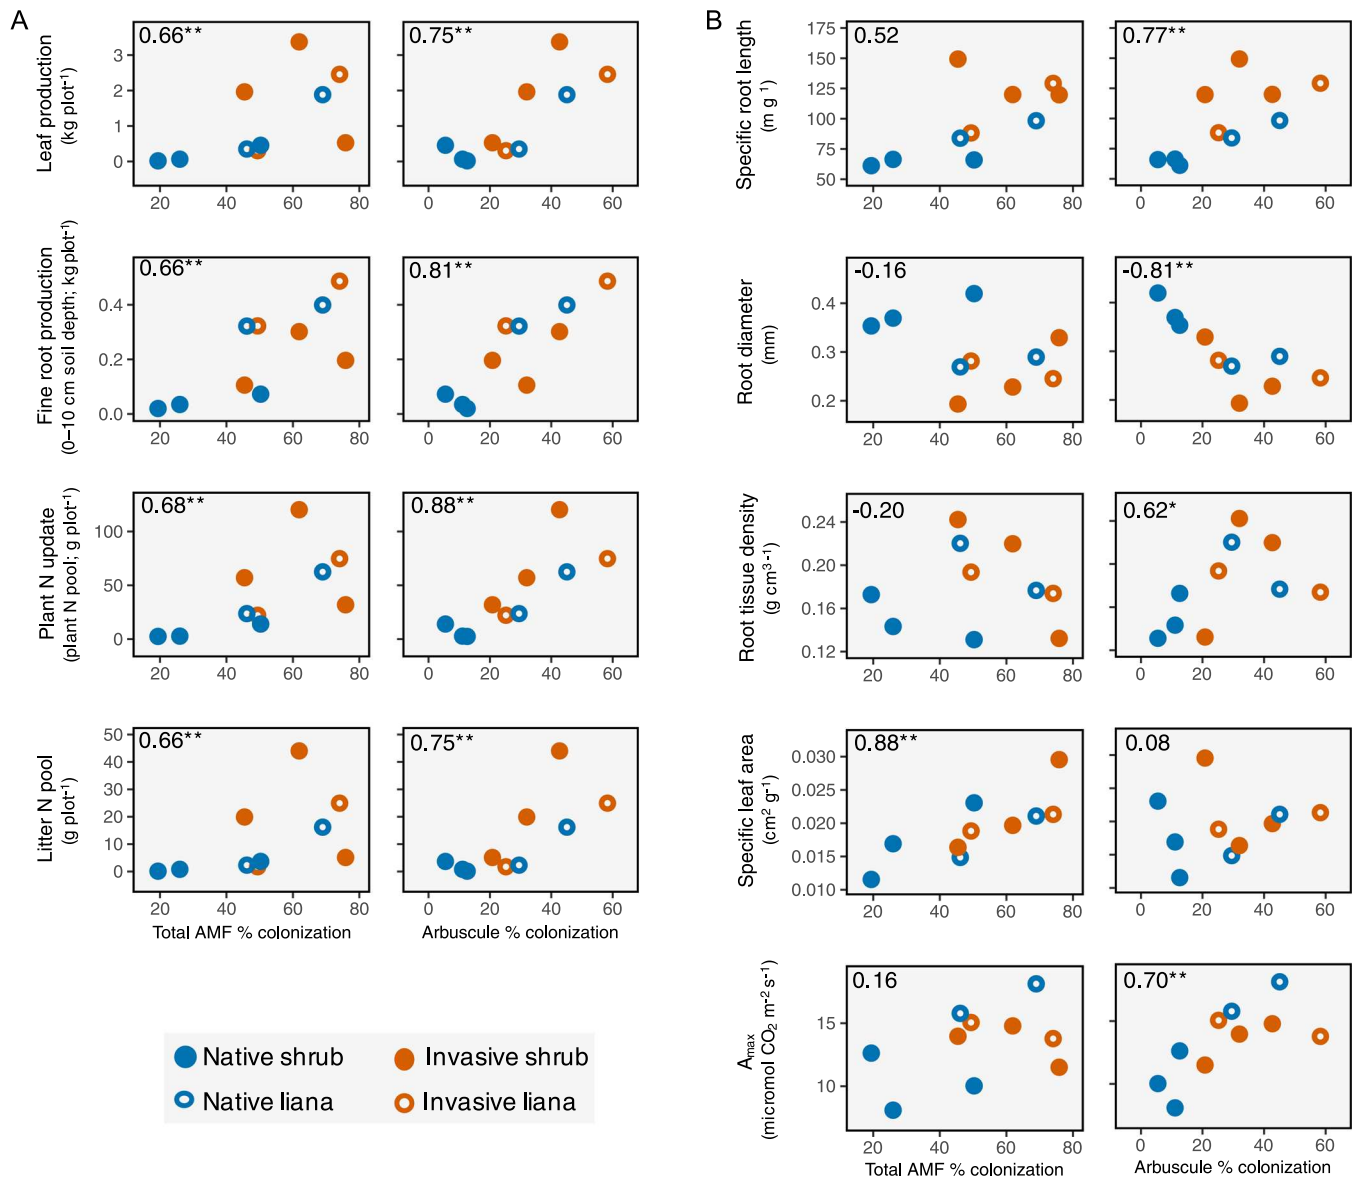 A
B
Leaf production
(kg plot-1)
0.66**
0.75**
3
2
1
0
20 40 60 80
0 20 40 60
Fine root production
(0–10 cm soil depth; kgplot-1)
0.66**
0.81**
0.4
0.2
0.0
20 40 60 80
0 20 40 60
Plant N update
(plant N pool; g plot-1)
0.68**
0.88**
100
50
0
20 40 60 80
0 20 40 60
Litter N pool
(g plot-1)
0.66**
0.75**
50
40
30
20
10
0
20 40 60 80
0 20 40 60
Total AMF % colonization
Arbuscule % colonization
Native shrub
Invasive shrub
Native liana
Invasive liana
Specific root length
(m g-1)
0.52
0.77**
175
150
125
100
75
50
20 40 60 80
0 20 40 60
Root diameter
(mm)
-0.16
-0.81**
0.4
0.3
0.2
20 40 60 80
0 20 40 60
Root tissue density
(g cm3-1)
-0.20
0.62*
0.24
0.20
0.16
0.12
20 40 60 80
0 20 40 60
Specific leaf area
(cm2 g-1)
0.88**
0.08
0.030
0.025
0.020
0.015
0.010
20 40 60 80
0 20 40 60
Amax
(micromol CO2 m-2 s-1)
0.16
0.70**
15
10
20 40 60 80
0 20 40 60
Total AMF % colonization
Arbuscule % colonization